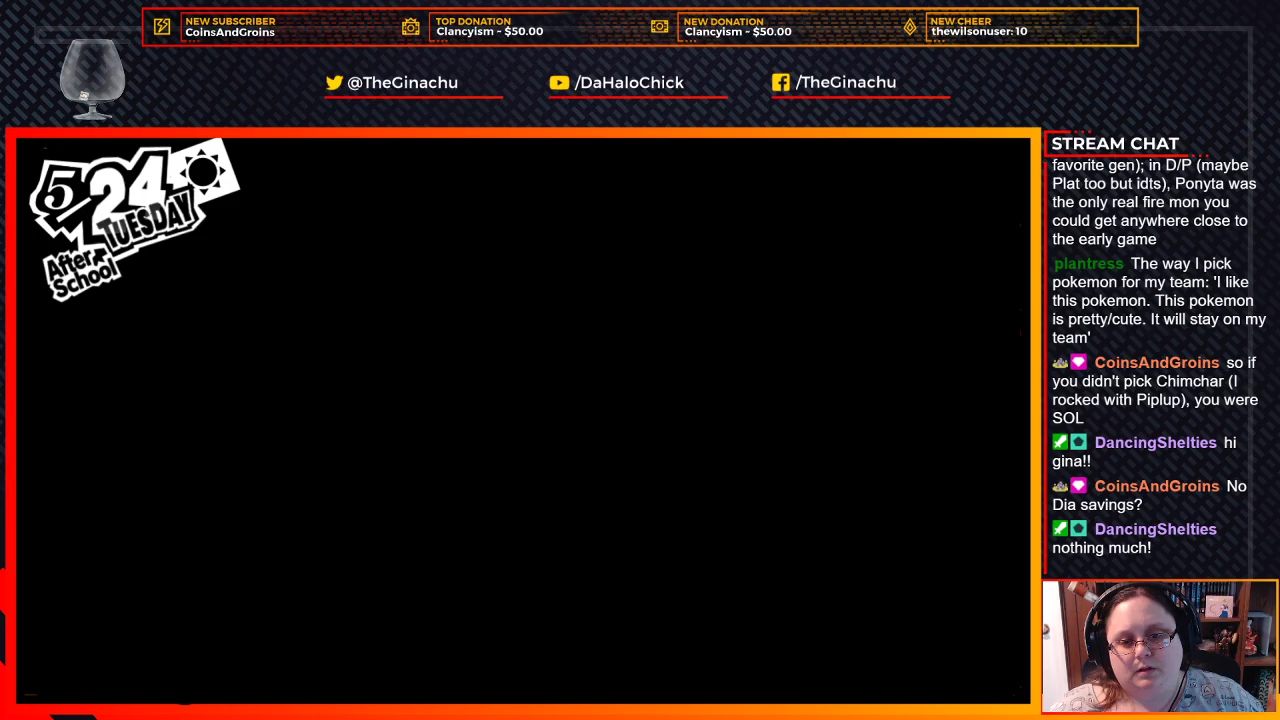 NEW SUBSCRIBER
CoinsAndGroins
TOP DONATION
Clancyism ~ $50.00
NEW DONATION
Clancyism ~ $50.00
NEW CHEER
thewilsonuser: 10
@TheGinachu
/DaHaloChick
/TheGinachu
5/24
TUESDAY
After
School
STREAM CHAT
favorite gen); in D/P (maybe
Plat too but idts), Ponyta was
the only real fire mon you
could get anywhere close to
the early game
plantress The way I pick
pokemon for my team: 'I like
this pokemon. This pokemon
is pretty/cute. It will stay on my
team'
CoinsAndGroins so if
you didn't pick Chimchar (I
rocked with Piplup), you were
SOL
DancingShelties hi
gina!!
CoinsAndGroins No
Dia savings?
DancingShelties
nothing much!